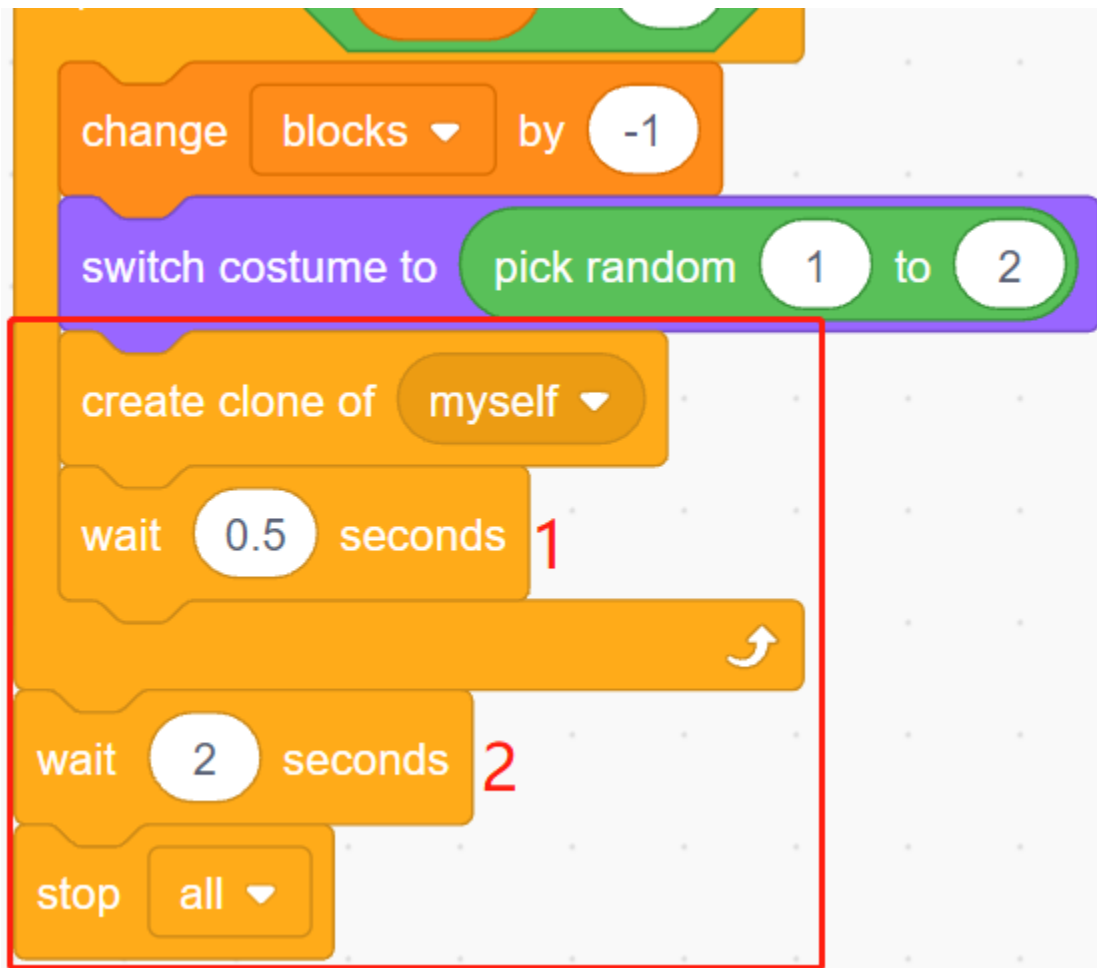 change blocks by -1
switch costume to pick random 1 to 2
create clone of myself
wait 0.5 seconds 1
wait 2 seconds 2
stop all